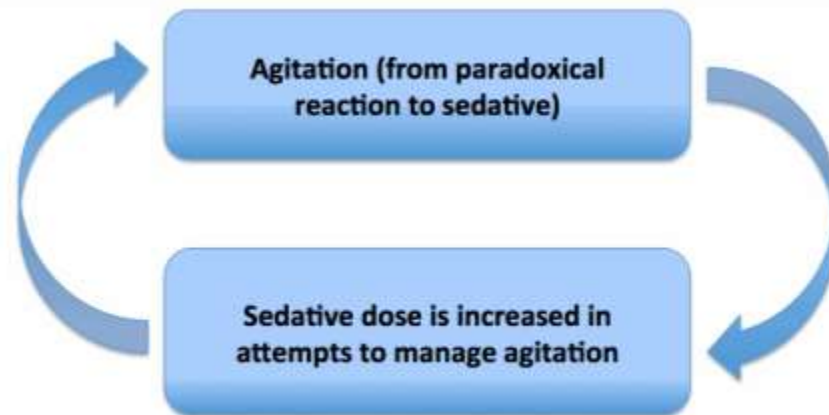 Agitation (from paradoxical
reaction to sedative)
Sedative dose is increased in
attempts to manage agitation